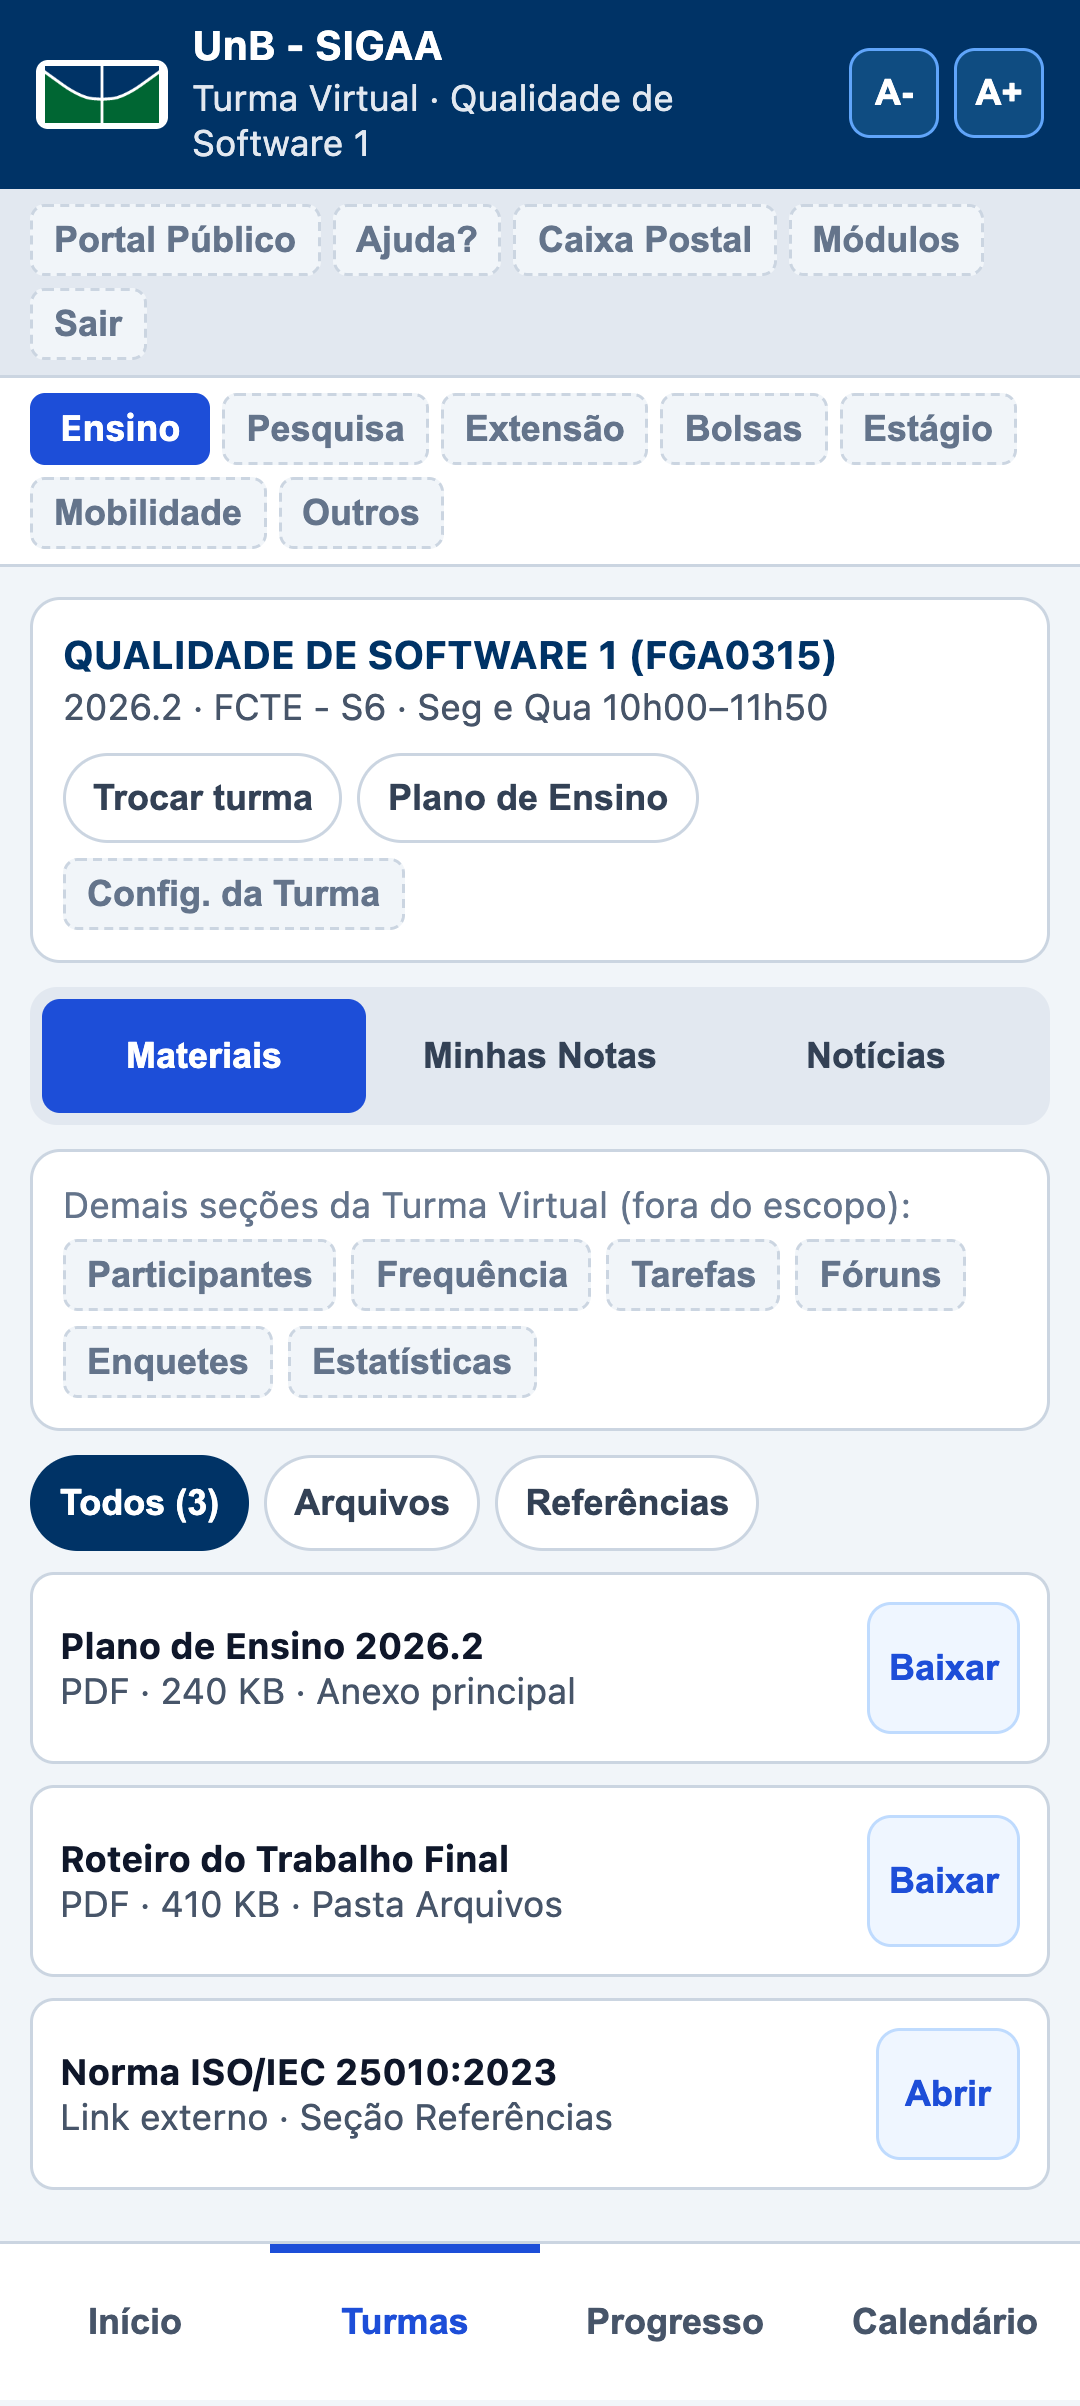 UnB - SIGAA
Turma Virtual · Qualidade de
Software 1
A-
A+
Portal Público
Ajuda?
Caixa Postal
Módulos
Sair
Ensino
Pesquisa
Extensão
Bolsas
Estágio
Mobilidade
Outros
QUALIDADE DE SOFTWARE 1 (FGA0315)
2026.2 · FCTE - S6 · Seg e Qua 10h00–11h50
Trocar turma
Plano de Ensino
Config. da Turma
Materiais
Minhas Notas
Notícias
Demais seções da Turma Virtual (fora do escopo):
Participantes
Frequência
Tarefas
Fóruns
Enquetes
Estatísticas
Todos (3)
Arquivos
Referências
Plano de Ensino 2026.2
PDF · 240 KB · Anexo principal
Baixar
Roteiro do Trabalho Final
PDF · 410 KB · Pasta Arquivos
Baixar
Norma ISO/IEC 25010:2023
Link externo · Seção Referências
Abrir
Início
Turmas
Progresso
Calendário